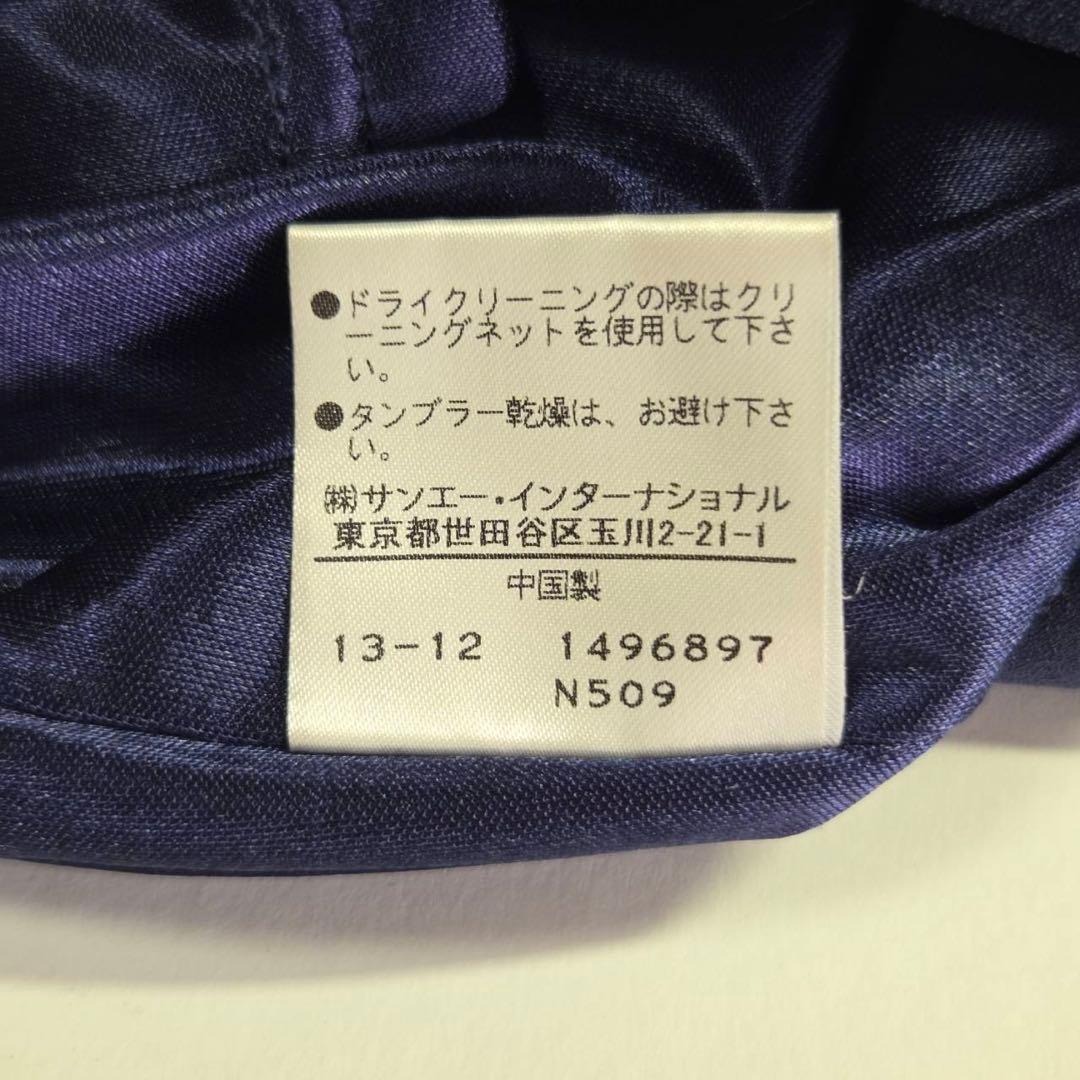 ●ドライクリーニングの際はクリ
ーニングネットを使用して下さ
い。
●タンブラー乾燥は、お避け下さ
い。
㈱サンエー・インターナショナル
東京都世田谷区玉川2-21-1
中国製
13-12 1496897
N509